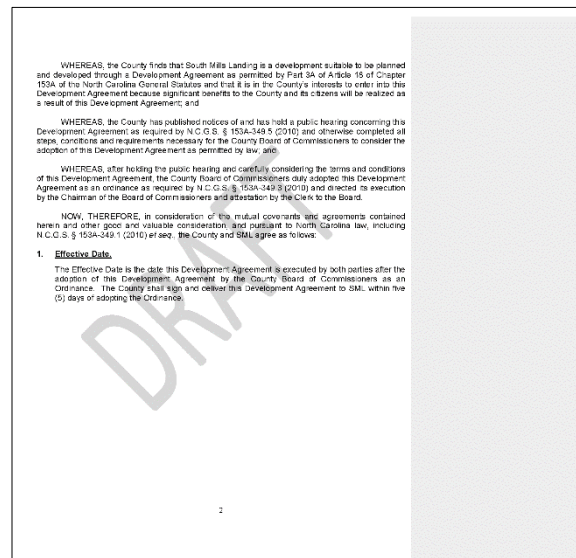 WHEREAS, the County finds that South Mills Landing is a development suitable to be planned
and developed through a Development Agreement as permitted by Part 3A of Article 18 of Chapter
153A of the North Carolina General Statutes and that it is in the County's interests to enter into this
Development Agreement because significant benefits to the County and its citizens will be realized as
a result of this Development Agreement; and
WHEREAS, the County has published notices of and has held a public hearing concerning this
Development Agreement as required by N.C.G.S. § 153A-349.5 (2010) and otherwise completed all
steps, conditions and requirements necessary for the County Board of Commissioners to consider the
adoption of this Development Agreement as permitted by law; and
WHEREAS, after holding the public hearing and carefully considering the terms and conditions
of this Development Agreement, the County Board of Commissioners duly adopted this Development
Agreement as an ordinance as required by N.C.G.S. § 153A-349.3 (2010) and directed its execution
by the Chairman of the Board of Commissioners and attestation by the Clerk to the Board.
NOW, THEREFORE, in consideration of the mutual covenants and agreements contained
herein and other good and valuable consideration, and pursuant to North Carolina law, including
N.C.G.S. § 153A-349.1 (2010) et seq., the County and SML agree as follows:
1. Effective Date.
The Effective Date is the date this Development Agreement is executed by both parties after the
adoption of this Development Agreement by the County Board of Commissioners as an
Ordinance. The County shall sign and deliver this Development Agreement to SML within five
(5) days of adopting the Ordinance.
DRAFT
2